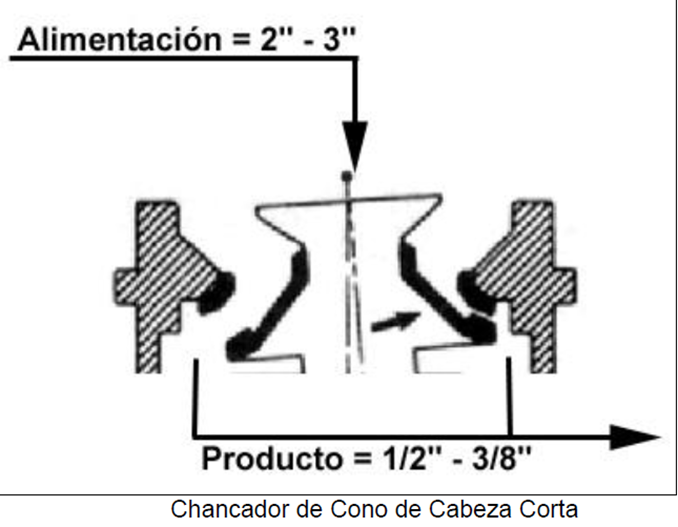 Alimentación = 2" - 3"
Producto = 1/2" - 3/8"
Chancador de Cono de Cabeza Corta